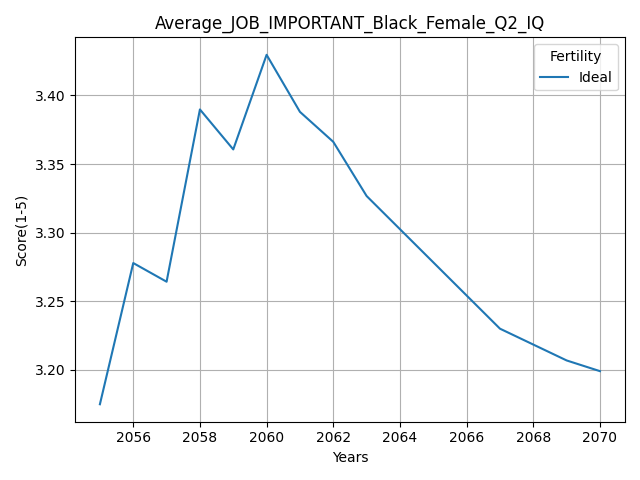 Average_JOB_IMPORTANT_Black_Female_Q2_IQ
Fertility
Ideal
Score(1-5)
3.40
3.35
3.30
3.25
3.20
2056 2058 2060 2062 2064 2066 2068 2070
Years